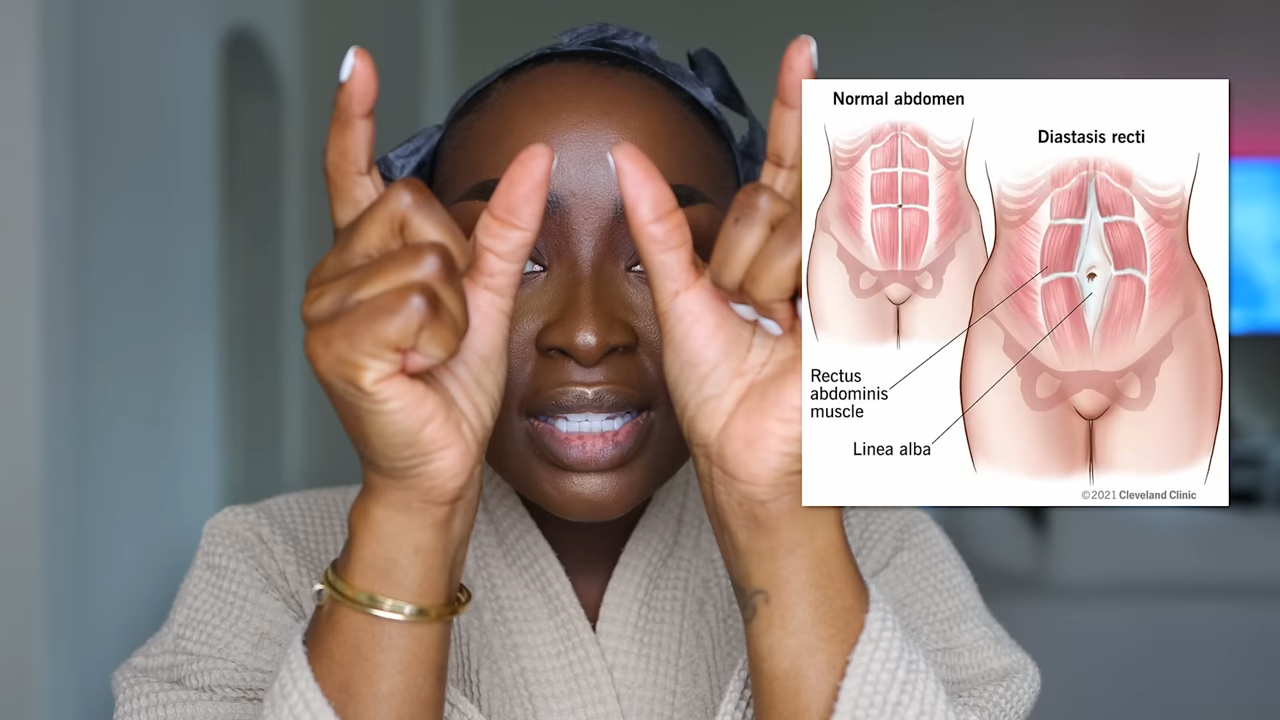 Normal abdomen
Diastasis recti
Rectus
abdominis
muscle
Linea alba
©2021 Cleveland Clinic